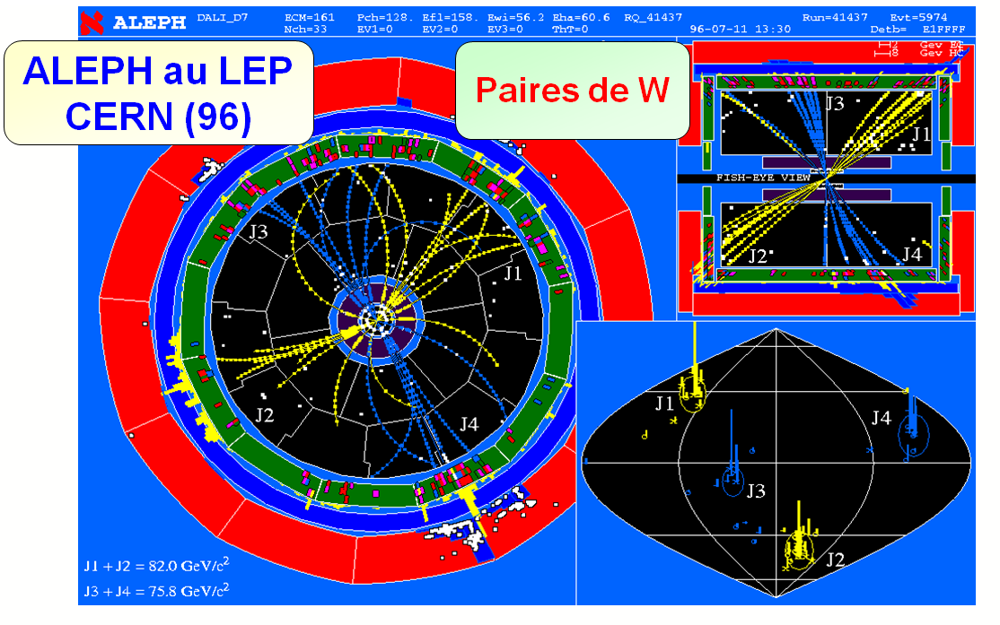 ALEPH DALI_D7 ECM=161 Pch=128. Efl=158. Ewi=56.2 Eha=60.6 RQ_41437 Run=41437 Evt=5974
Nch=33 EV1=0 EV2=0 EV3=0 ThT=0 96-07-11 13:30 Detb= E1FFFF
ALEPH au LEP
CERN (96)
Paires de W
2 Gev EC
8 Gev HC
J3
J1
FISH-EYE VIEW
J2
J4
J3
J1
J2
J4
J1
J4
J3
J2
J1 + J2 = 82.0 GeV/c²
J3 + J4 = 75.8 GeV/c²